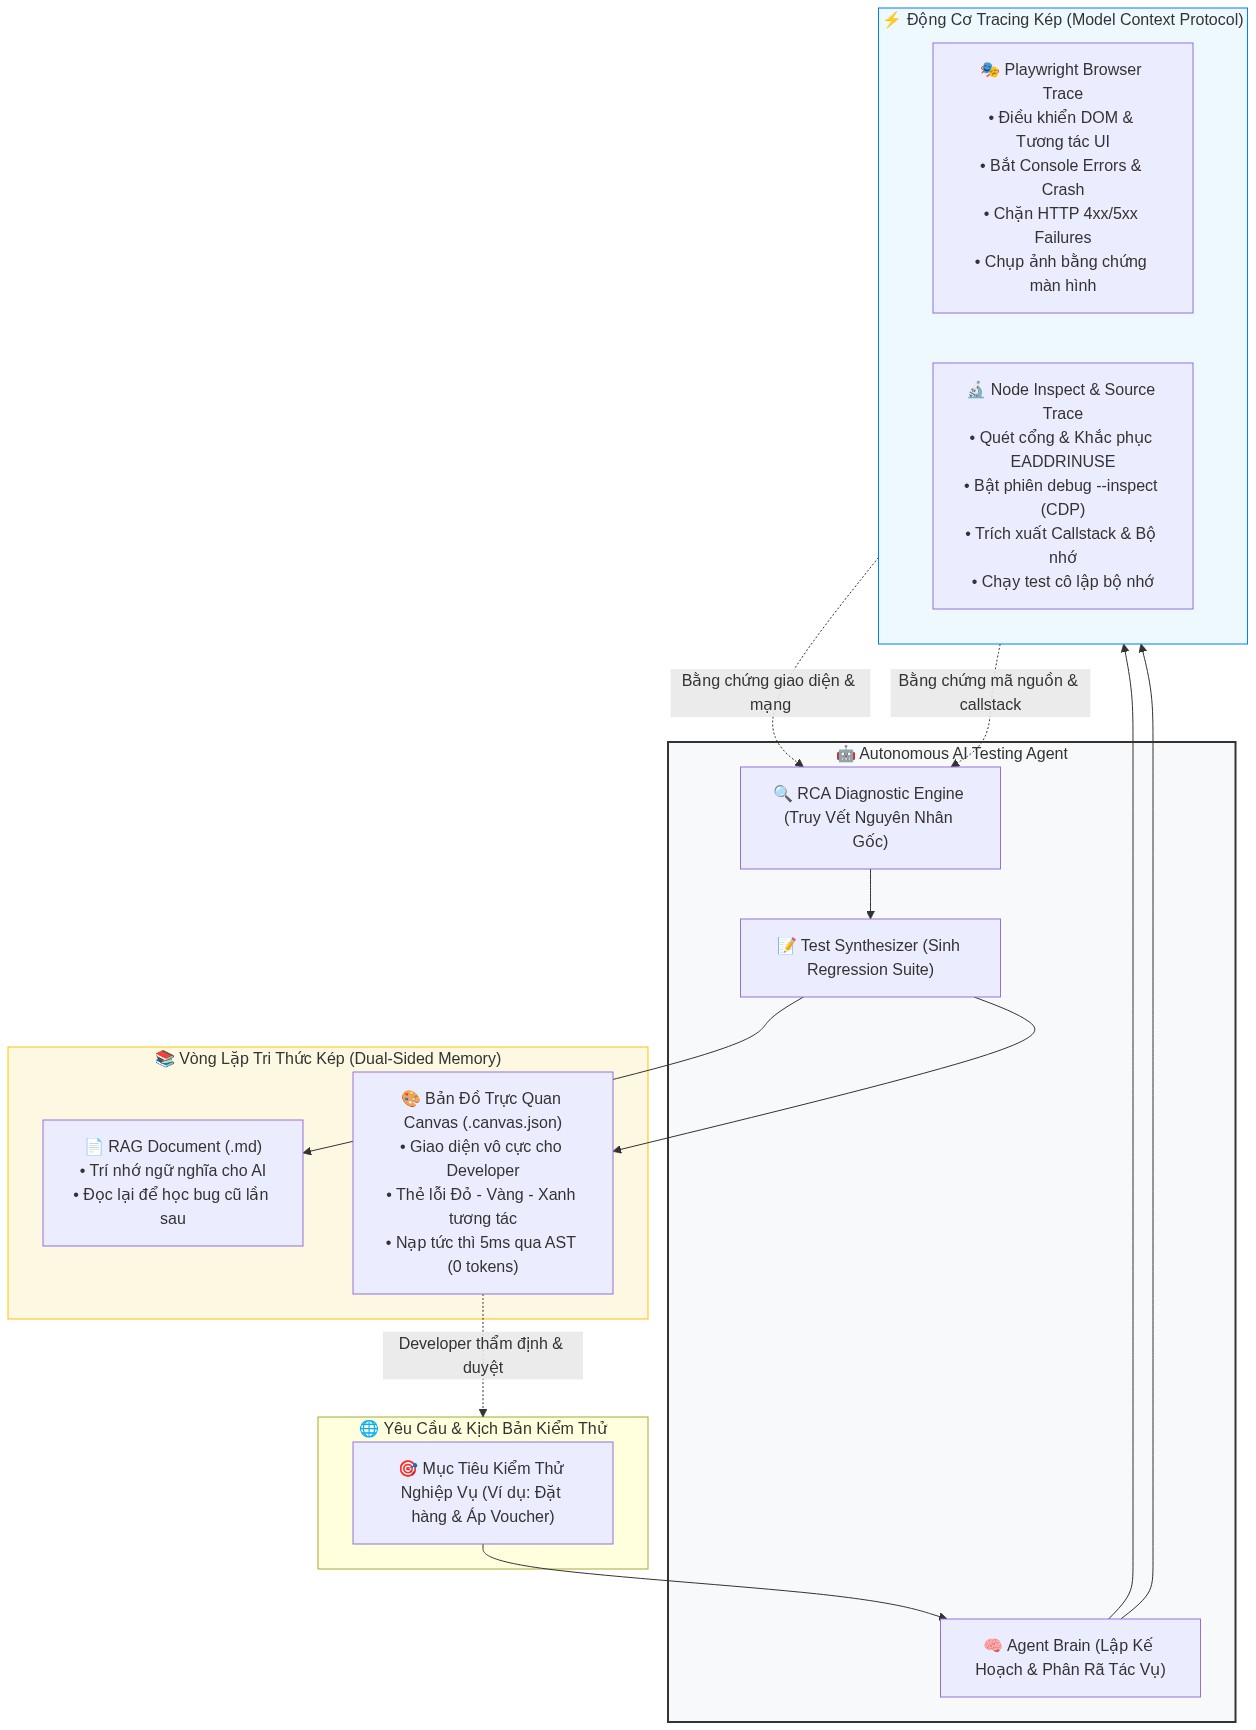 ⚡ Động Cơ Tracing Kép (Model Context Protocol)
🎭 Playwright Browser
Trace
• Điều khiển DOM &
Tương tác UI
• Bắt Console Errors &
Crash
• Chặn HTTP 4xx/5xx
Failures
• Chụp ảnh bằng chứng
màn hình
🔬 Node Inspect & Source
Trace
• Quét cổng & Khắc phục
EADDRINUSE
• Bật phiên debug --inspect
(CDP)
• Trích xuất Callstack & Bộ
nhớ
• Chạy test cô lập bộ nhớ
Bằng chứng giao diện &
mạng
Bằng chứng mã nguồn &
callstack
🤖 Autonomous AI Testing Agent
🔍 RCA Diagnostic Engine
(Truy Vết Nguyên Nhân
Gốc)
📝 Test Synthesizer (Sinh
Regression Suite)
📚 Vòng Lặp Tri Thức Kép (Dual-Sided Memory)
📄 RAG Document (.md)
• Trí nhớ ngữ nghĩa cho AI
• Đọc lại để học bug cũ lần
sau
🎨 Bản Đồ Trực Quan
Canvas (.canvas.json)
• Giao diện vô cực cho
Developer
• Thẻ lỗi Đỏ - Vàng - Xanh
tương tác
• Nạp tức thì 5ms qua AST
(0 tokens)
Developer thẩm định &
duyệt
🌐 Yêu Cầu & Kịch Bản Kiểm Thử
🎯 Mục Tiêu Kiểm Thử
Nghiệp Vụ (Ví dụ: Đặt
hàng & Áp Voucher)
🧠 Agent Brain (Lập Kế
Hoạch & Phân Rã Tác Vụ)